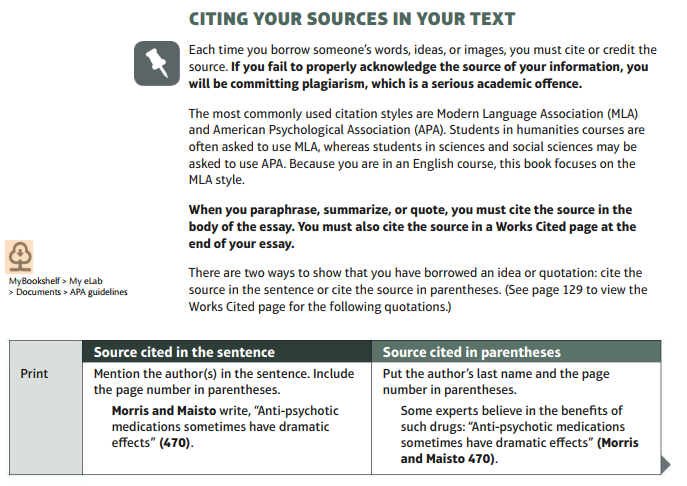 CITING YOUR SOURCES IN YOUR TEXT
Each time you borrow someone's words, ideas, or images, you must cite or credit the
source. If you fail to properly acknowledge the source of your information, you
will be committing plagiarism, which is a serious academic offence.
The most commonly used citation styles are Modern Language Association (MLA)
and American Psychological Association (APA). Students in humanities courses are
often asked to use MLA, whereas students in sciences and social sciences may be
asked to use APA. Because you are in an English course, this book focuses on the
MLA style.
When you paraphrase, summarize, or quote, you must cite the source in the
body of the essay. You must also cite the source in a Works Cited page at the
end of your essay.
MyBookshelf > My eLab
> Documents > APA guidelines
There are two ways to show that you have borrowed an idea or quotation: cite the
source in the sentence or cite the source in parentheses. (See page 129 to view the
Works Cited page for the following quotations.)
Source cited in the sentence
Source cited in parentheses
Print
Mention the author(s) in the sentence. Include
the page number in parentheses.
Morris and Maisto write, “Anti-psychotic
medications sometimes have dramatic
effects” (470).
Put the author's last name and the page
number in parentheses.
Some experts believe in the benefits of
such drugs: “Anti-psychotic medications
sometimes have dramatic effects” (Morris
and Maisto 470).